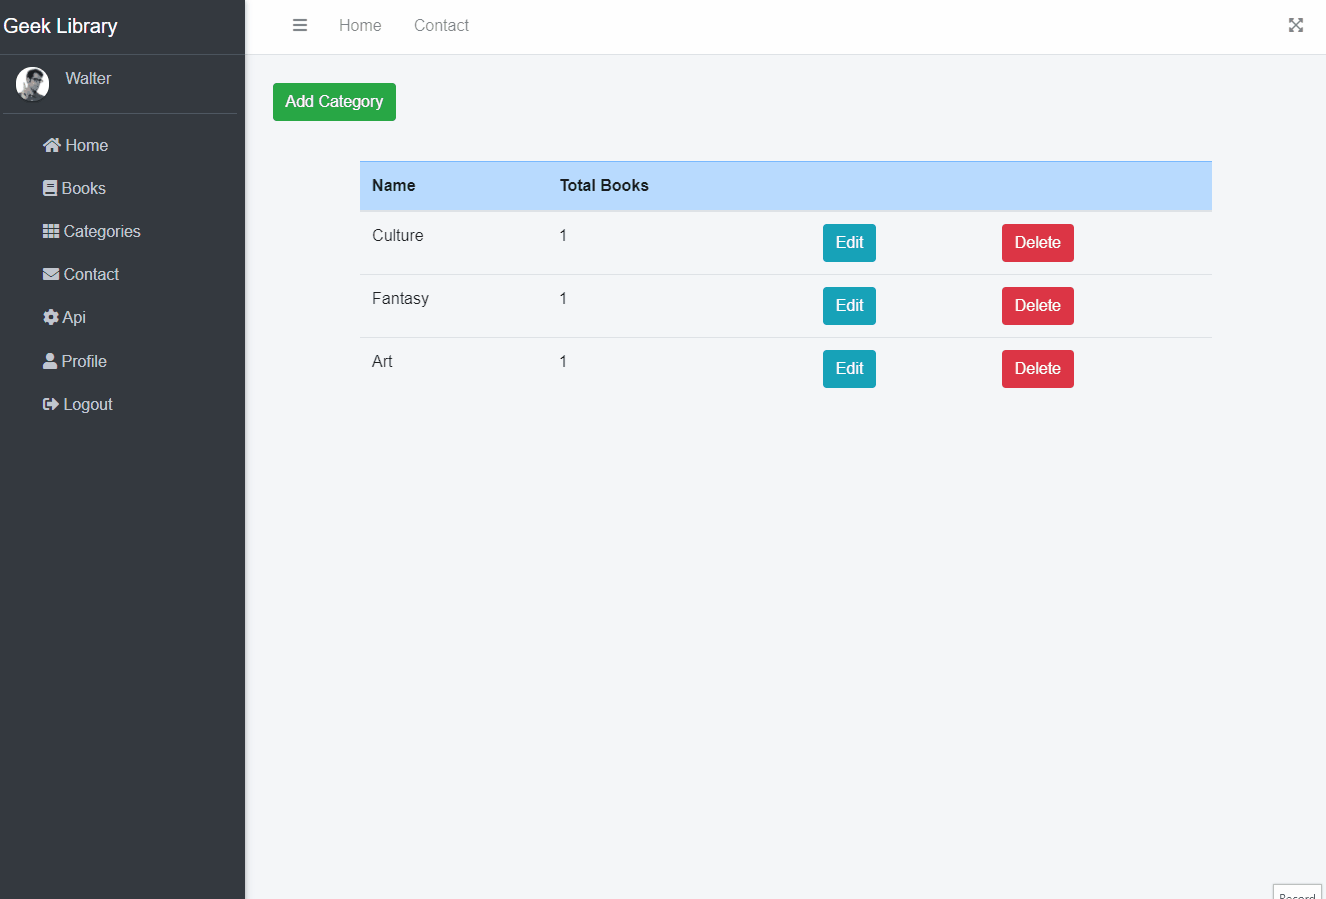 Geek Library
Home Contact
Walter
Home
Books
Categories
Contact
Api
Profile
Logout
Add Category
Name Total Books
Culture 1 Edit Delete
Fantasy 1 Edit Delete
Art 1 Edit Delete
Record